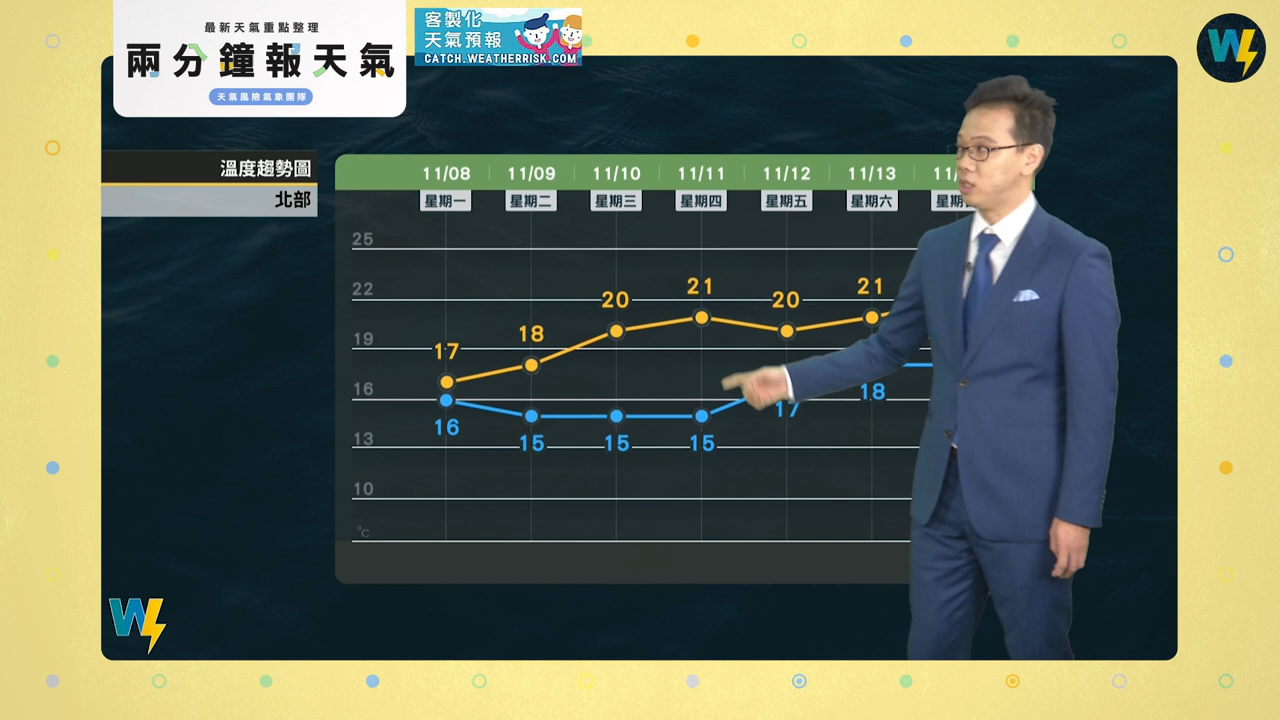 最新天氣重點整理
兩分鐘報天氣
天氣風險氣象團隊
客製化
天氣預報
CATCH.WEATHERRISK.COM
W
溫度趨勢圖
北部
11/08 11/09 11/10 11/11 11/12 11/13 11/
星期一 星期二 星期三 星期四 星期五 星期六 星期
25
22
19
16
13
10
°C
17 18 20 21 20 21
16 15 15 15 17 18
W